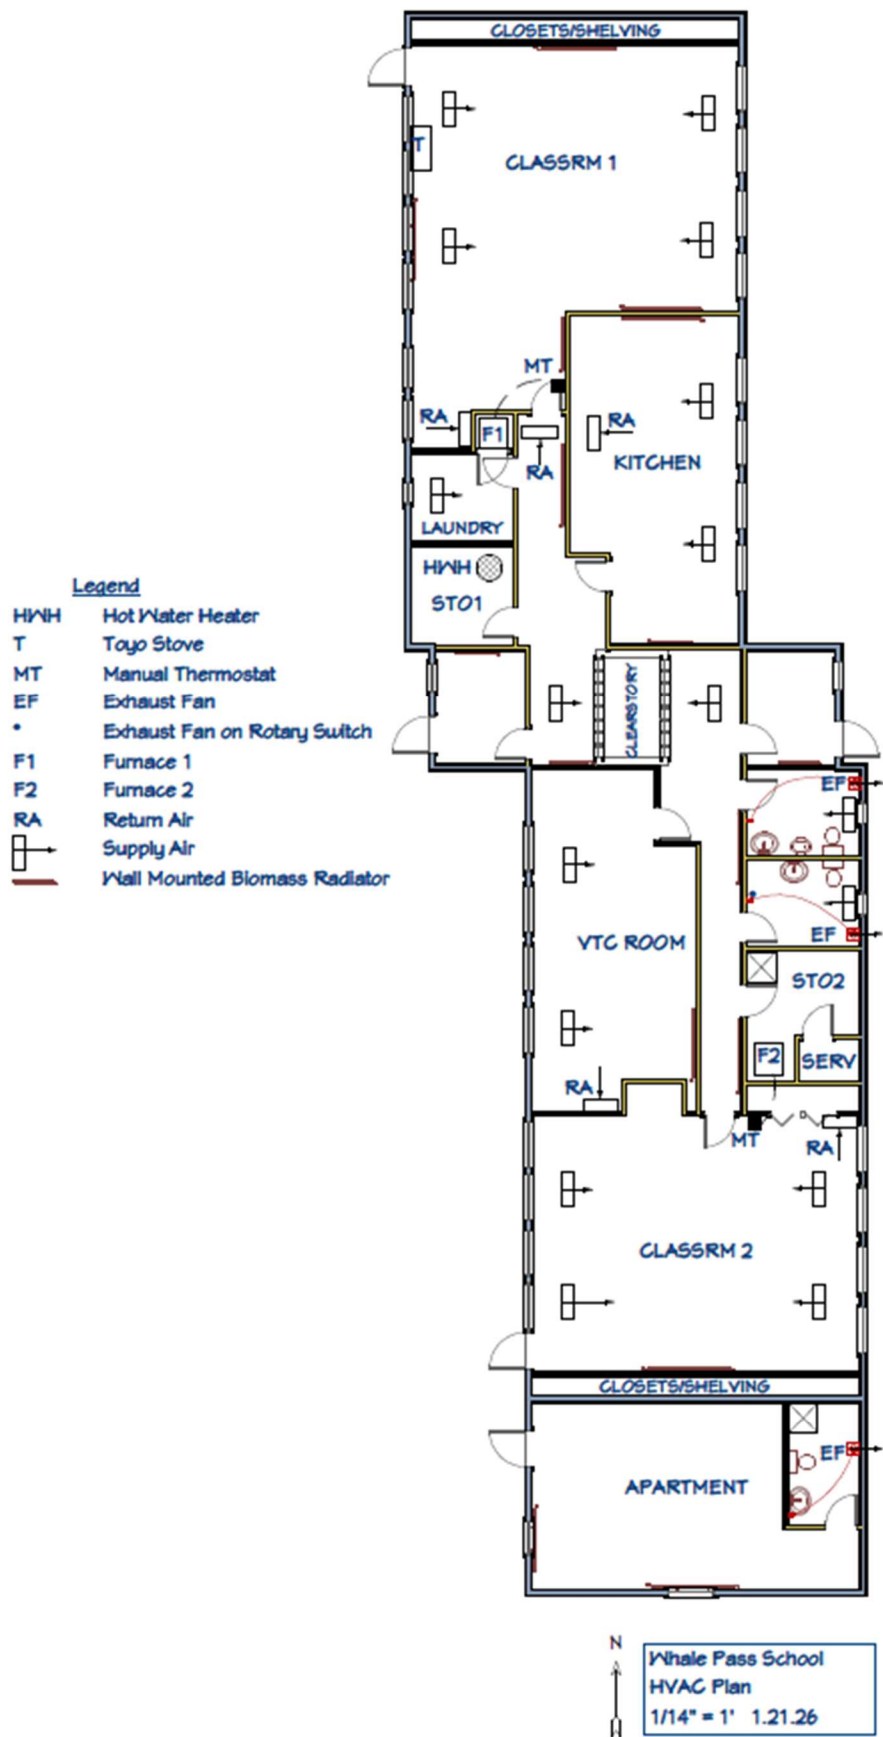 CLOSETS/SHELVING
T
CLASSRM 1
MT
RA
F1
RA
RA
KITCHEN
LAUNDRY
HWH
STO1
CLEARSTORY
Legend
HWH Hot Water Heater
T Toyo Stove
MT Manual Thermostat
EF Exhaust Fan
* Exhaust Fan on Rotary Switch
F1 Furnace 1
F2 Furnace 2
RA Return Air
Supply Air
Wall Mounted Biomass Radiator
EF
*
EF
VTC ROOM
STO2
F2
SERV
RA
MT
RA
CLASSRM 2
CLOSETS/SHELVING
EF
APARTMENT
N
Whale Pass School
HVAC Plan
1/14" = 1' 1.21.26